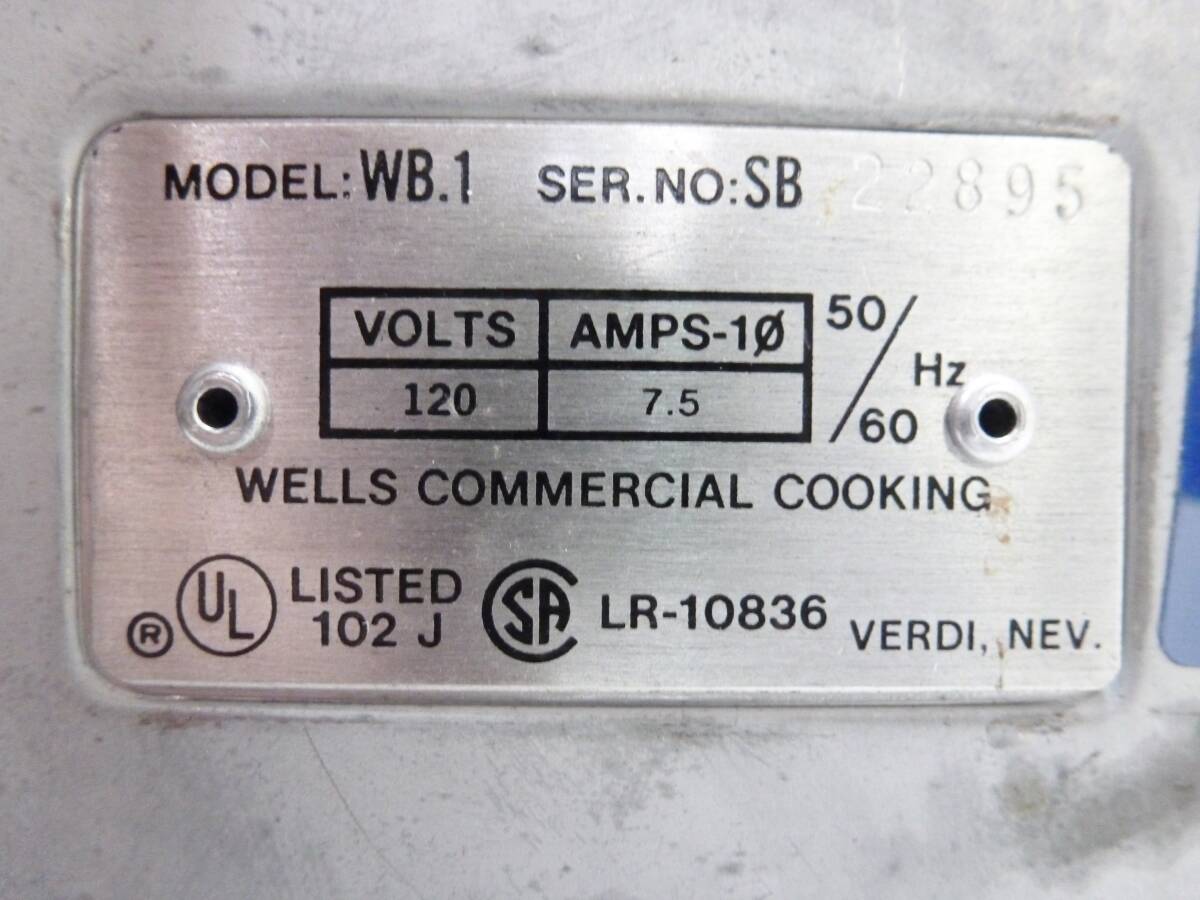 MODEL: WB.1 SER. NO: SB 22895
VOLTS AMPS-1Ø 50/60 Hz
120 7.5
WELLS COMMERCIAL COOKING
® UL LISTED 102 J SA LR-10836 VERDI, NEV.